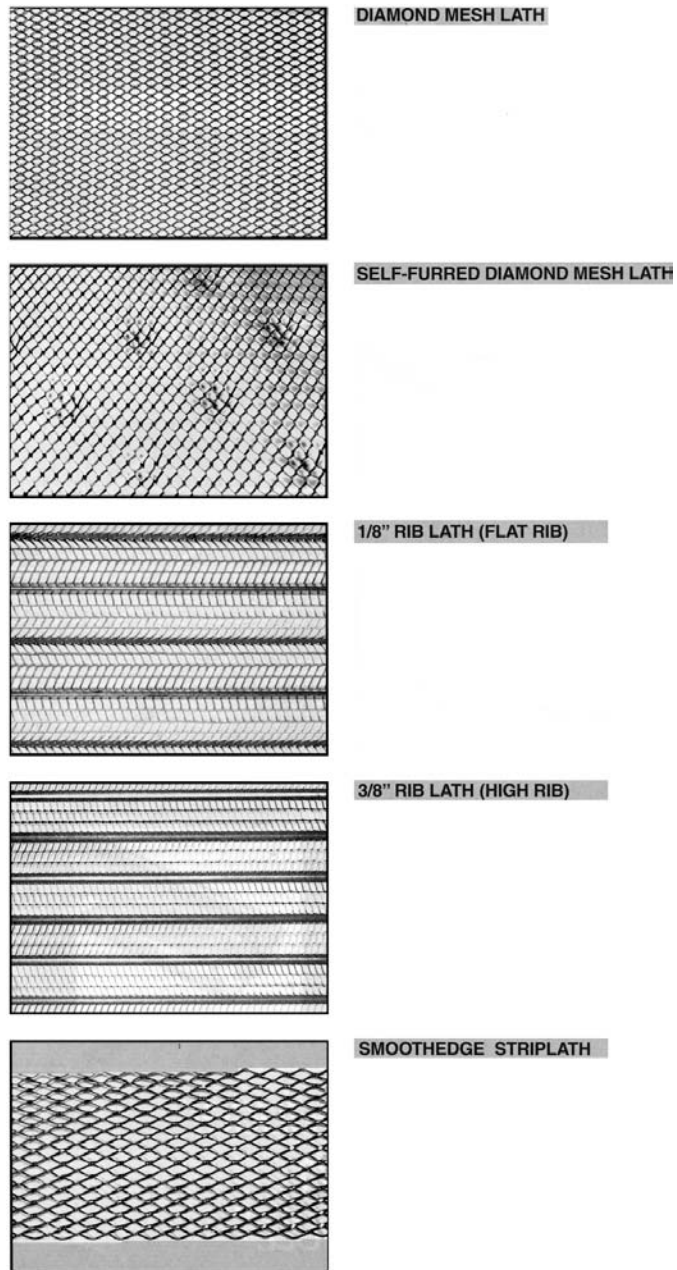 DIAMOND MESH LATH
SELF-FURRED DIAMOND MESH LATH
1/8” RIB LATH (FLAT RIB)
3/8” RIB LATH (HIGH RIB)
SMOOTHEDGE STRIPLATH